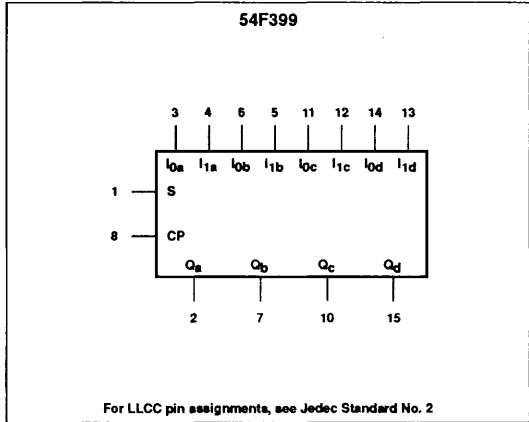 54F399
3 4 6 5 11 12 14 13
I0a I1a I0b I1b I0c I1c I0d I1d
1 S
8 CP
Qa Qb Qc Qd
2 7 10 15
For LLCC pin assignments, see Jedec Standard No. 2